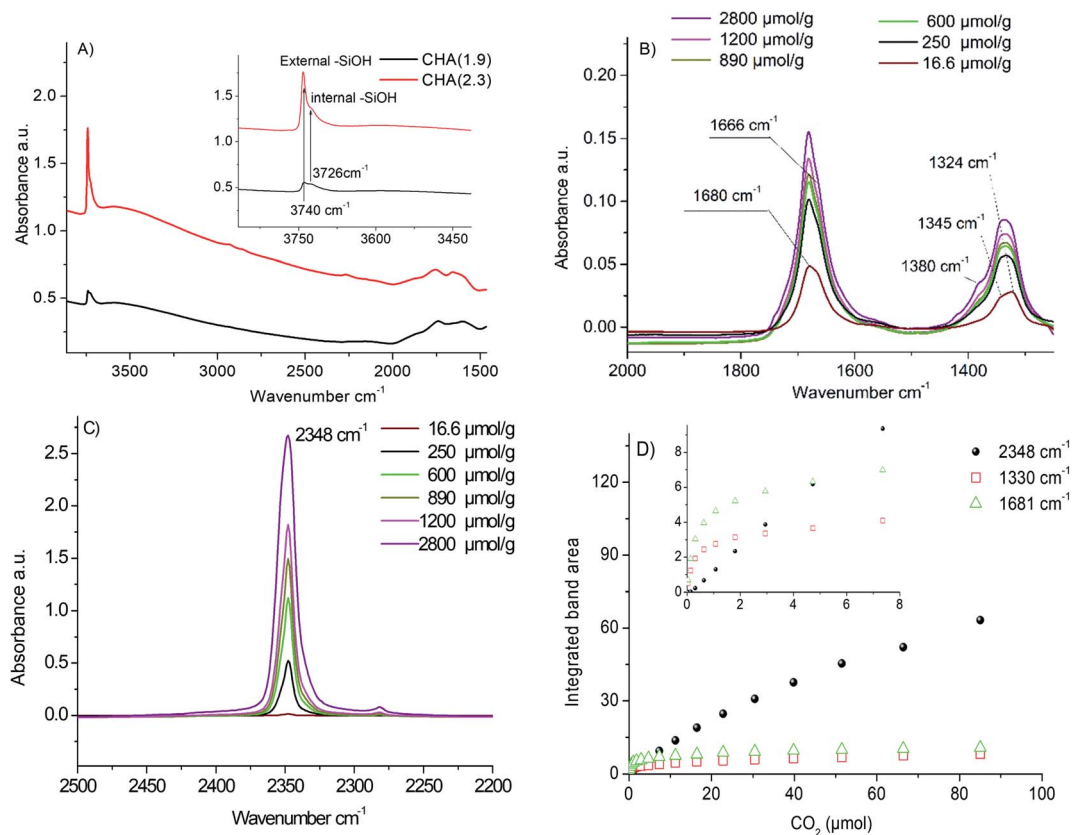 A)
CHA(1.9)
CHA(2.3)
External -SiOH
internal -SiOH
3726cm-1
3740 cm-1
1.5
1.0
0.5
3750 3600 3450
2.0
1.5
1.0
0.5
Absorbance a.u.
3500 3000 2500 2000 1500
Wavenumber cm-1
B)
2800 µmol/g
1200 µmol/g
890 µmol/g
600 µmol/g
250 µmol/g
16.6 µmol/g
1666 cm-1
1680 cm-1
1324 cm-1
1345 cm-1
1380 cm-1
0.20
0.15
0.10
0.05
0.00
Absorbance a.u.
2000 1800 1600 1400
Wavenumber cm-1
C)
2348 cm-1
16.6 µmol/g
250 µmol/g
600 µmol/g
890 µmol/g
1200 µmol/g
2800 µmol/g
2.5
2.0
1.5
1.0
0.5
0.0
Absorbance a.u.
2500 2450 2400 2350 2300 2250 2200
Wavenumber cm-1
D)
2348 cm-1
1330 cm-1
1681 cm-1
8
6
4
2
0
0 2 4 6 8
120
90
60
30
0
Integrated band area
0 20 40 60 80 100
CO2 (µmol)